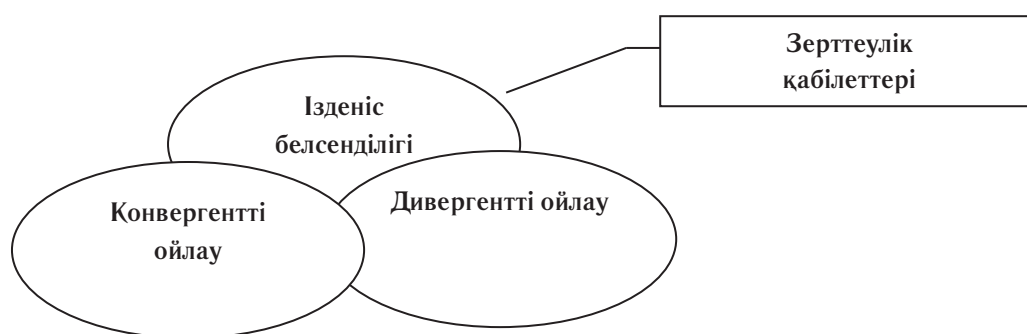 Зерттеулік
қабілеттері
Ізденіс
белсенділігі
Дивергентті ойлау
Конвергентті
ойлау